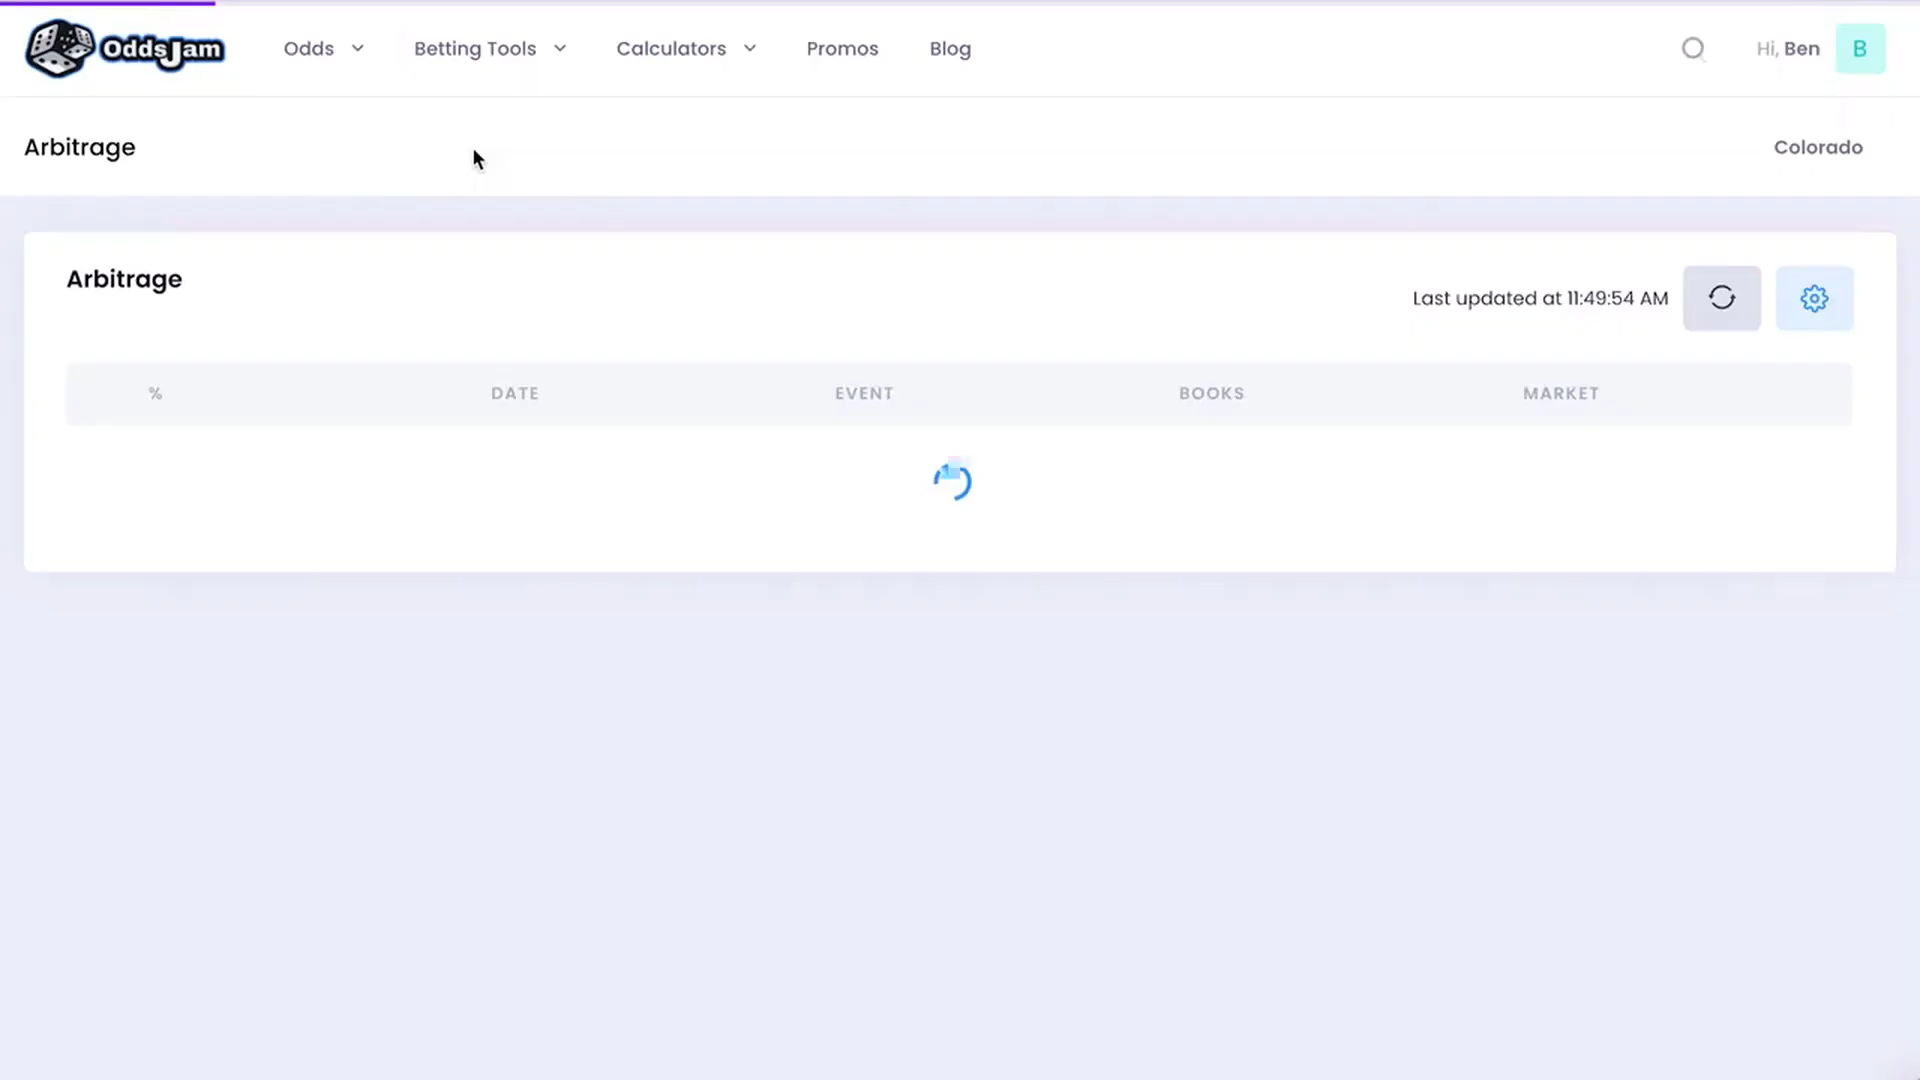 OddsJam
Odds
Betting Tools
Calculators
Promos
Blog
Hi, Ben
B
Arbitrage
Colorado
Arbitrage
Last updated at 11:49:54 AM
%
DATE
EVENT
BOOKS
MARKET